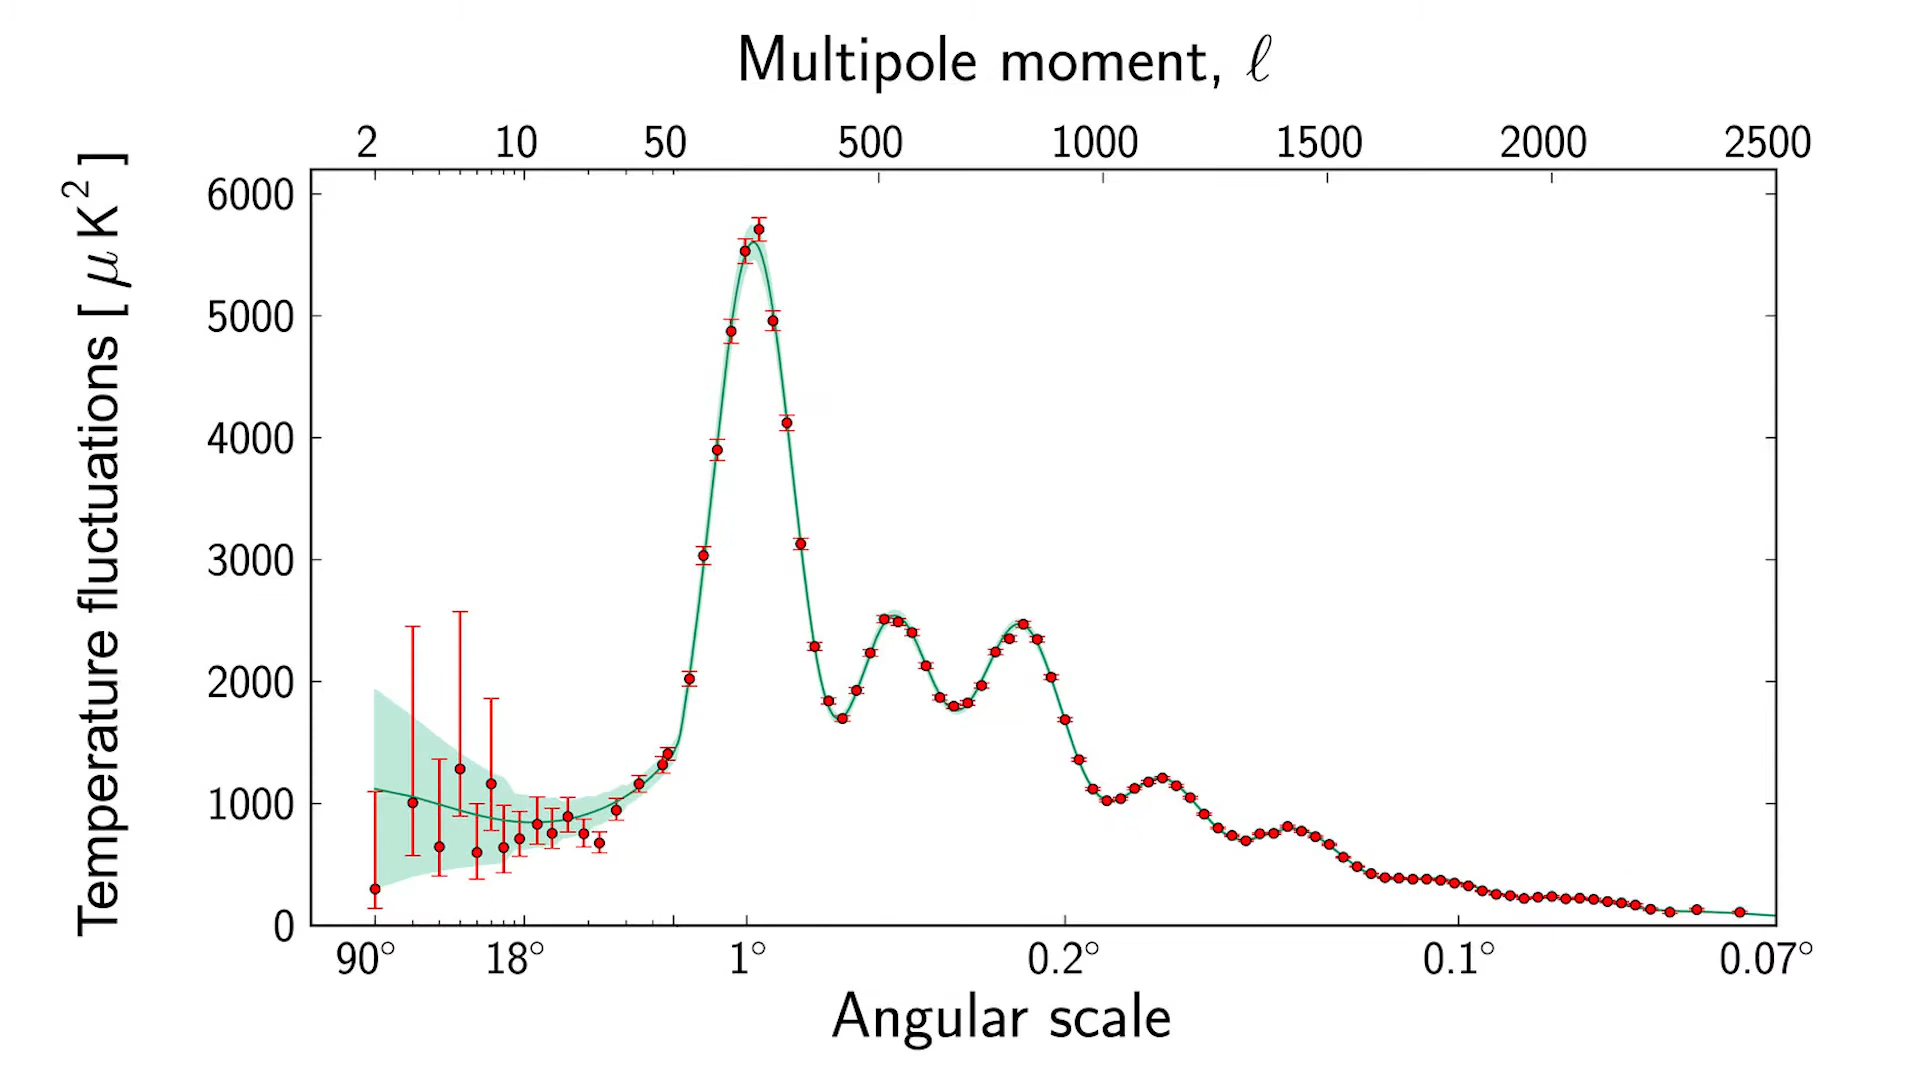 Multipole moment, ℓ
2 10 50 500 1000 1500 2000 2500
Temperature fluctuations [ μ K² ]
6000
5000
4000
3000
2000
1000
0
90° 18° 1° 0.2° 0.1° 0.07°
Angular scale